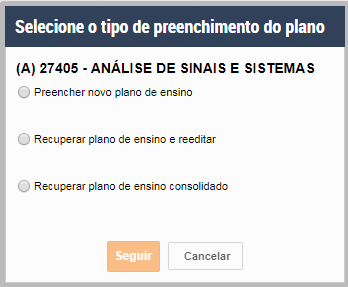 Selecione o tipo de preenchimento do plano
(A) 27405 - ANÁLISE DE SINAIS E SISTEMAS
Preencher novo plano de ensino
Recuperar plano de ensino e reeditar
Recuperar plano de ensino consolidado
Seguir Cancelar